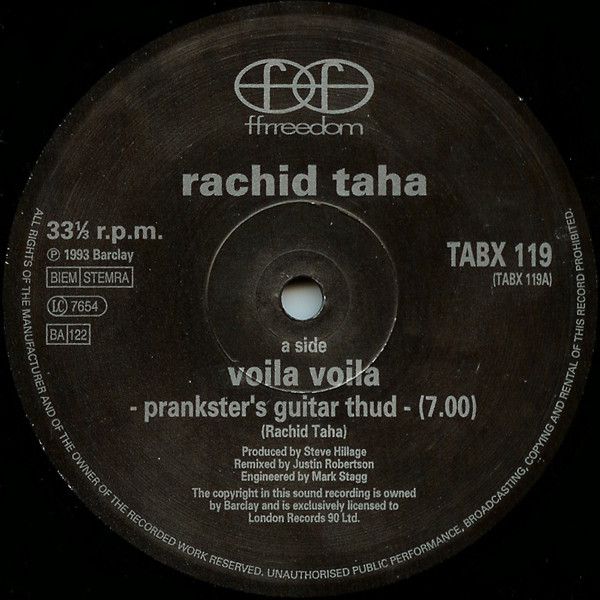 ffrreedom
rachid taha
33⅓ r.p.m.
℗ 1993 Barclay
BIEM STEMRA
LC 7654
BA 122
TABX 119
(TABX 119A)
a side
voila voila
- prankster's guitar thud - (7.00)
(Rachid Taha)
Produced by Steve Hillage
Remixed by Justin Robertson
Engineered by Mark Stagg
The copyright in this sound recording is owned
by Barclay and is exclusively licensed to
London Records 90 Ltd.
ALL RIGHTS OF THE MANUFACTURER AND OF THE OWNER OF THE RECORDED WORK RESERVED. UNAUTHORISED PUBLIC PERFORMANCE, BROADCASTING, COPYING AND RENTAL OF THIS RECORD PROHIBITED.